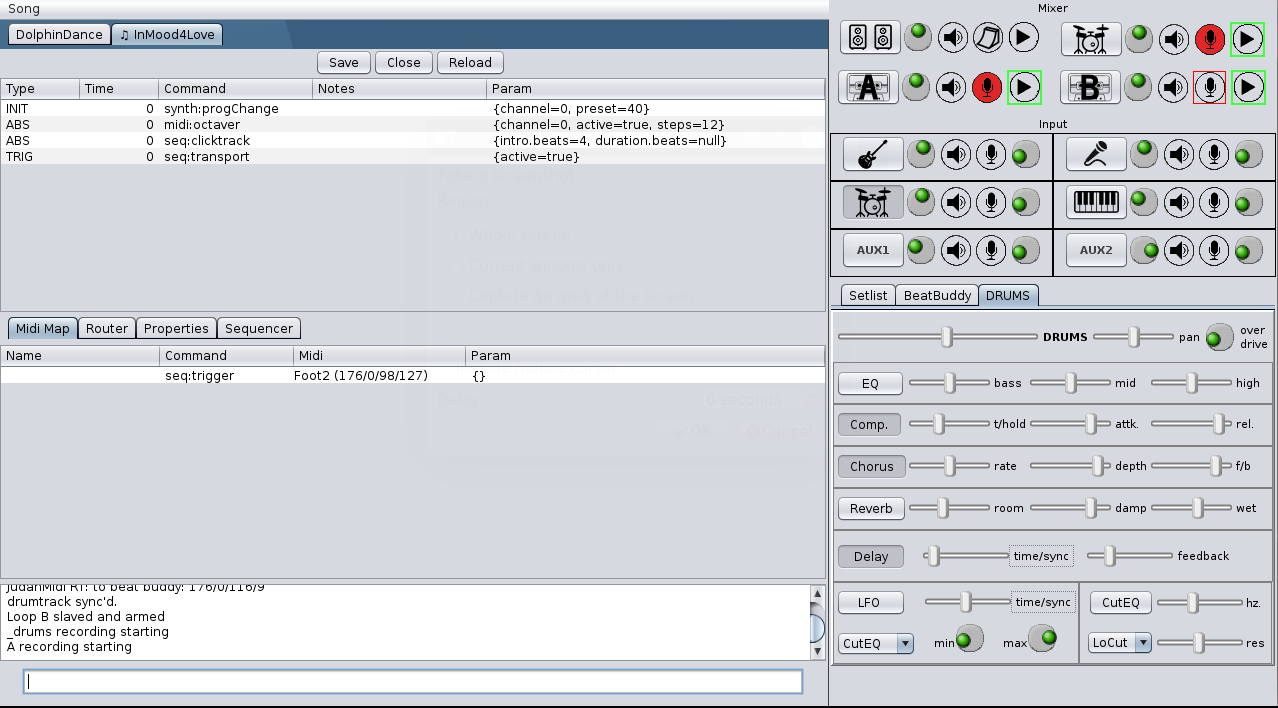 Song
DolphinDance ♫ InMood4Love
Save Close Reload
Type Time Command Notes Param
INIT 0 synth:progChange {channel=0, preset=40}
ABS 0 midi:octaver {channel=0, active=true, steps=12}
ABS 0 seq:clicktrack {intro.beats=4, duration.beats=null}
TRIG 0 seq:transport {active=true}
Midi Map Router Properties Sequencer
Name Command Midi Param
seq:trigger Foot2 (176/0/98/127) {}
JudahMidi RT: to beat buddy: 176/0/116/9
drumtrack sync'd.
Loop B slaved and armed
_drums recording starting
A recording starting
Mixer
A B
Input
AUX1 AUX2
Setlist BeatBuddy DRUMS
DRUMS pan over
drive
EQ bass mid high
Comp. t/hold attk. rel.
Chorus rate depth f/b
Reverb room damp wet
Delay time/sync feedback
LFO time/sync CutEQ hz.
CutEQ min max LoCut res